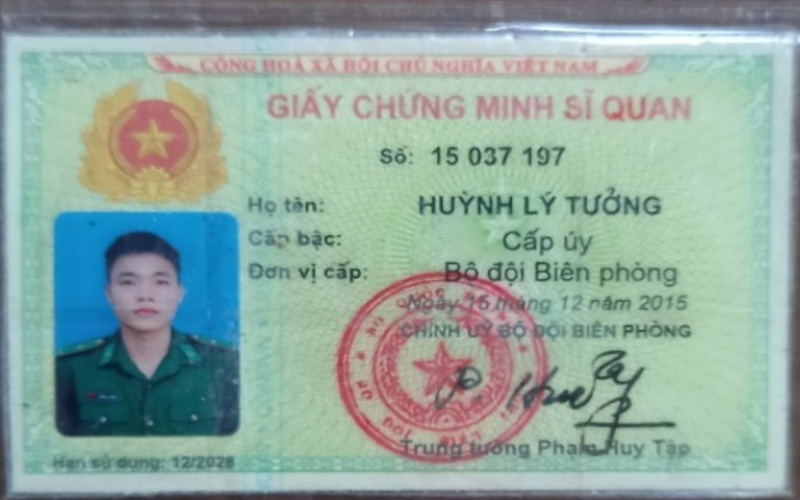 CỘNG HOÀ XÃ HỘI CHỦ NGHĨA VIỆT NAM
GIẤY CHỨNG MINH SĨ QUAN
Số: 15 037 197
Họ tên: HUỲNH LÝ TƯỞNG
Cấp bậc: Cấp úy
Đơn vị cấp: Bộ đội Biên phòng
Ngày 15 tháng 12 năm 2015
CHÍNH UỶ BỘ ĐỘI BIÊN PHÒNG
Trung tướng Phạm Huy Tập
Hạn sử dụng: 12/2028